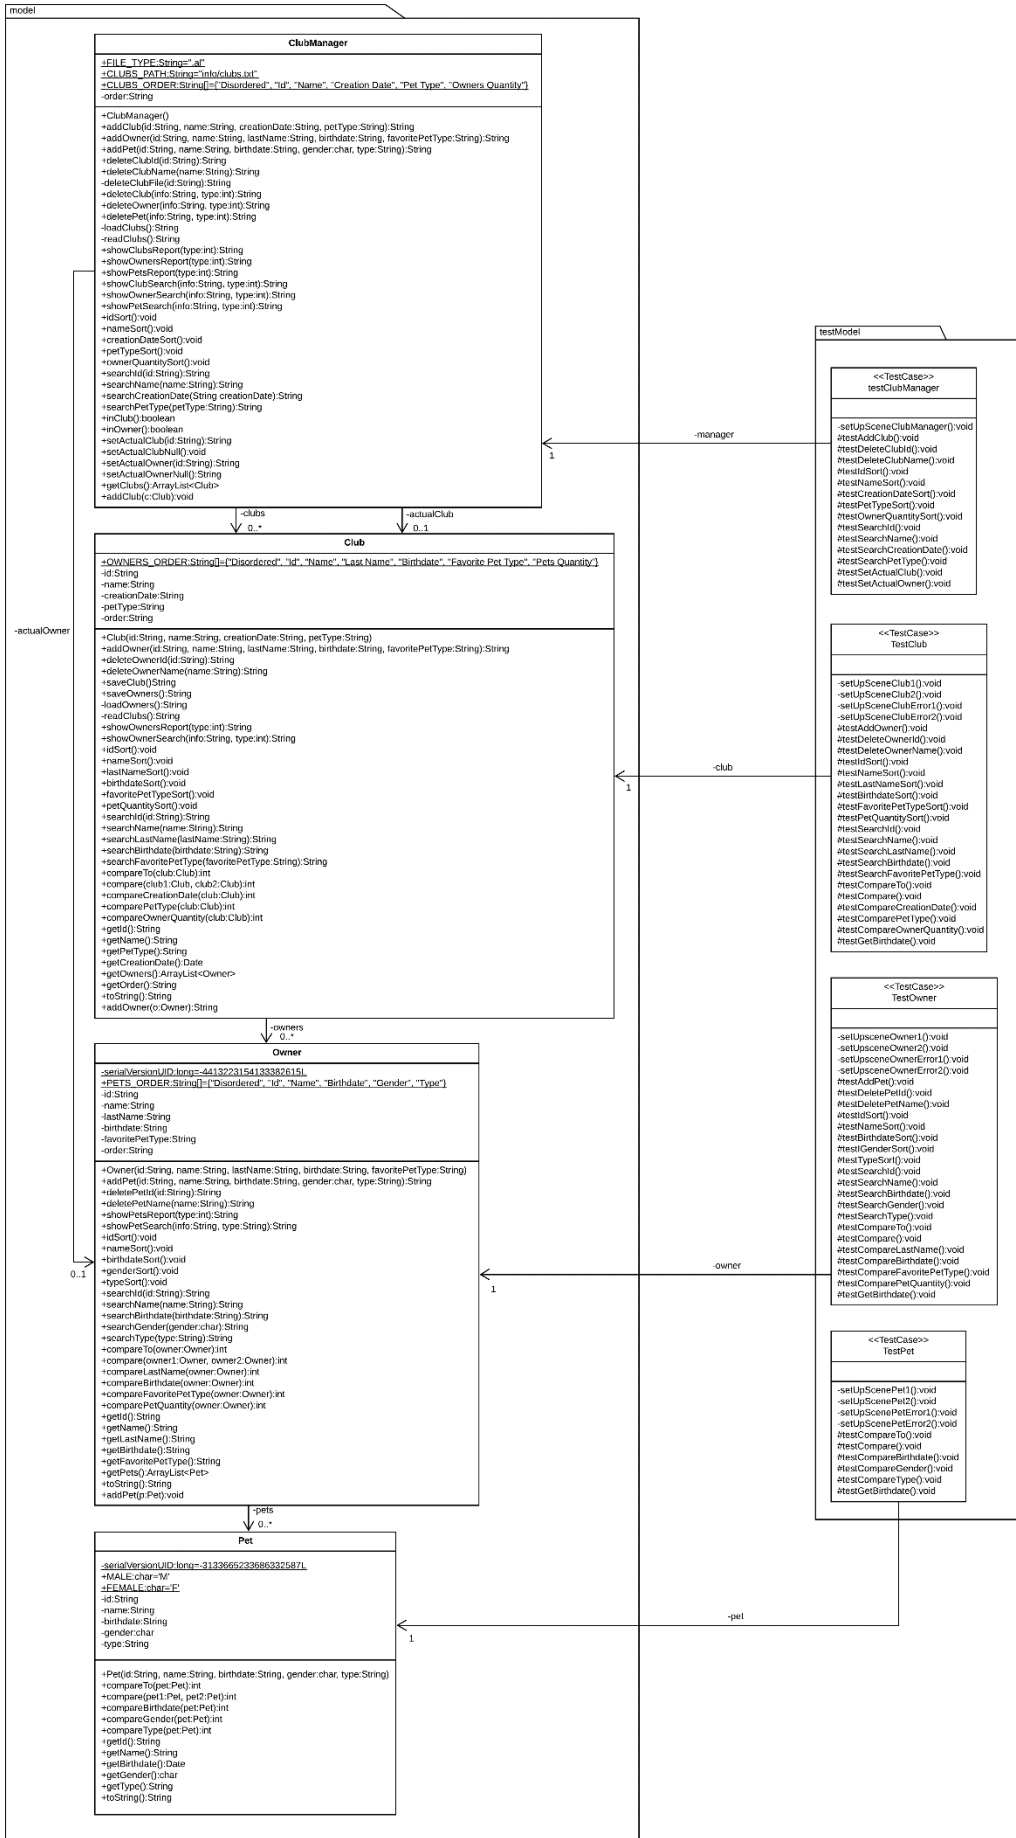 model
ClubManager
+FILE_TYPE:String=".al"
+CLUBS_PATH:String="info/clubs.txt"
+CLUBS_ORDER:String[]={"Disordered", "Id", "Name", "Creation Date", "Pet Type", "Owners Quantity"}
-order:String
+ClubManager()
+addClub(id:String, name:String, creationDate:String, petType:String):String
+addOwner(id:String, name:String, lastName:String, birthdate:String, favoritePetType:String):String
+addPet(id:String, name:String, birthdate:String, gender:char, type:String):String
+deleteClubId(id:String):String
+deleteClubName(name:String):String
-deleteClubFile(id:String):String
+deleteClub(info:String, type:int):String
+deleteOwner(info:String, type:int):String
+deletePet(info:String, type:int):String
-loadClubs():String
-readClubs():String
+showClubsReport(type:int):String
+showOwnersReport(type:int):String
+showPetsReport(type:int):String
+showClubSearch(info:String, type:int):String
+showOwnerSearch(info:String, type:int):String
+showPetSearch(info:String, type:int):String
+idSort():void
+nameSort():void
+creationDateSort():void
+petTypeSort():void
+ownerQuantitySort():void
+searchId(id:String):String
+searchName(name:String):String
+searchCreationDate(String creationDate):String
+searchPetType(petType:String):String
+inClub():boolean
+inOwner():boolean
+setActualClub(id:String):String
+setActualClubNull():void
+setActualOwner(id:String):String
+setActualOwnerNull():String
+getClubs():ArrayList<Club>
+addClub(c:Club):void
-clubs
0..*
-actualClub
0..1
-actualOwner
0..1
Club
+OWNERS_ORDER:String[]={"Disordered", "Id", "Name", "Last Name", "Birthdate", "Favorite Pet Type", "Pets Quantity"}
-id:String
-name:String
-creationDate:String
-petType:String
-order:String
+Club(id:String, name:String, creationDate:String, petType:String)
+addOwner(id:String, name:String, lastName:String, birthdate:String, favoritePetType:String):String
+deleteOwnerId(id:String):String
+deleteOwnerName(name:String):String
+saveClub()String
+saveOwners():String
-loadOwners():String
-readClubs():String
+showOwnersReport(type:int):String
+showOwnerSearch(info:String, type:int):String
+idSort():void
+nameSort():void
+lastNameSort():void
+birthdateSort():void
+favoritePetTypeSort():void
+petQuantitySort():void
+searchId(id:String):String
+searchName(name:String):String
+searchLastName(lastName:String):String
+searchBirthdate(birthdate:String):String
+searchFavoritePetType(favoritePetType:String):String
+compareTo(club:Club):int
+compare(club1:Club, club2:Club):int
+compareCreationDate(club:Club):int
+comparePetType(club:Club):int
+compareOwnerQuantity(club:Club):int
+getId():String
+getName():String
+getPetType():String
+getCreationDate():Date
+getOwners():ArrayList<Owner>
+getOrder():String
+toString():String
+addOwner(o:Owner):String
-owners
0..*
Owner
-serialVersionUID:long=-4413223154133382615L
+PETS_ORDER:String[]={"Disordered", "Id", "Name", "Birthdate", "Gender", "Type"}
-id:String
-name:String
-lastName:String
-birthdate:String
-favoritePetType:String
-order:String
+Owner(id:String, name:String, lastName:String, birthdate:String, favoritePetType:String)
+addPet(id:String, name:String, birthdate:String, gender:char, type:String):String
+deletePetId(id:String):String
+deletePetName(name:String):String
+showPetsReport(type:int):String
+showPetSearch(info:String, type:String):String
+idSort():void
+nameSort():void
+birthdateSort():void
+genderSort():void
+typeSort():void
+searchId(id:String):String
+searchName(name:String):String
+searchBirthdate(birthdate:String):String
+searchGender(gender:char):String
+searchType(type:String):String
+compareTo(owner:Owner):int
+compare(owner1:Owner, owner2:Owner):int
+compareLastName(owner:Owner):int
+compareBirthdate(owner:Owner):int
+compareFavoritePetType(owner:Owner):int
+comparePetQuantity(owner:Owner):int
+getId():String
+getName():String
+getLastName():String
+getBirthdate():String
+getFavoritePetType():String
+getPets():ArrayList<Pet>
+toString():String
+addPet(p:Pet):void
-pets
0..*
Pet
-serialVersionUID:long=-3133665233686332587L
+MALE:char='M'
+FEMALE:char='F'
-id:String
-name:String
-birthdate:String
-gender:char
-type:String
+Pet(id:String, name:String, birthdate:String, gender:char, type:String)
+compareTo(pet:Pet):int
+compare(pet1:Pet, pet2:Pet):int
+compareBirthdate(pet:Pet):int
+compareGender(pet:Pet):int
+compareType(pet:Pet):int
+getId():String
+getName():String
+getBirthdate():Date
+getGender():char
+getType():String
+toString():String
testModel
<<TestCase>>
testClubManager
-setUpSceneClubManager():void
#testAddClub():void
#testDeleteClubId():void
#testDeleteClubName():void
#testIdSort():void
#testNameSort():void
#testCreationDateSort():void
#testPetTypeSort():void
#testOwnerQuantitySort():void
#testSearchId():void
#testSearchName():void
#testSearchCreationDate():void
#testSearchPetType():void
#testSetActualClub():void
#testSetActualOwner():void
-manager
1
<<TestCase>>
TestClub
-setUpSceneClub1():void
-setUpSceneClub2():void
-setUpSceneClubError1():void
-setUpSceneClubError2():void
#testAddOwner():void
#testDeleteOwnerId():void
#testDeleteOwnerName():void
#testIdSort():void
#testNameSort():void
#testLastNameSort():void
#testBirthdateSort():void
#testFavoritePetTypeSort():void
#testPetQuantitySort():void
#testSearchId():void
#testSearchName():void
#testSearchLastName():void
#testSearchBirthdate():void
#testSearchFavoritePetType():void
#testCompareTo():void
#testCompare():void
#testCompareCreationDate():void
#testComparePetType():void
#testCompareOwnerQuantity():void
#testGetBirthdate():void
-club
1
<<TestCase>>
TestOwner
-setUpsceneOwner1():void
-setUpsceneOwner2():void
-setUpsceneOwnerError1():void
-setUpsceneOwnerError2():void
#testAddPet():void
#testDeletePetId():void
#testDeletePetName():void
#testIdSort():void
#testNameSort():void
#testBirthdateSort():void
#testIGenderSort():void
#testTypeSort():void
#testSearchId():void
#testSearchName():void
#testSearchBirthdate():void
#testSearchGender():void
#testSearchType():void
#testCompareTo():void
#testCompare():void
#testCompareLastName():void
#testCompareBirthdate():void
#testCompareFavoritePetType():void
#testComparePetQuantity():void
#testGetBirthdate():void
-owner
1
<<TestCase>>
TestPet
-setUpScenePet1():void
-setUpScenePet2():void
-setUpScenePetError1():void
-setUpScenePetError2():void
#testCompareTo():void
#testCompare():void
#testCompareBirthdate():void
#testCompareGender():void
#testCompareType():void
#testGetBirthdate():void
-pet
1